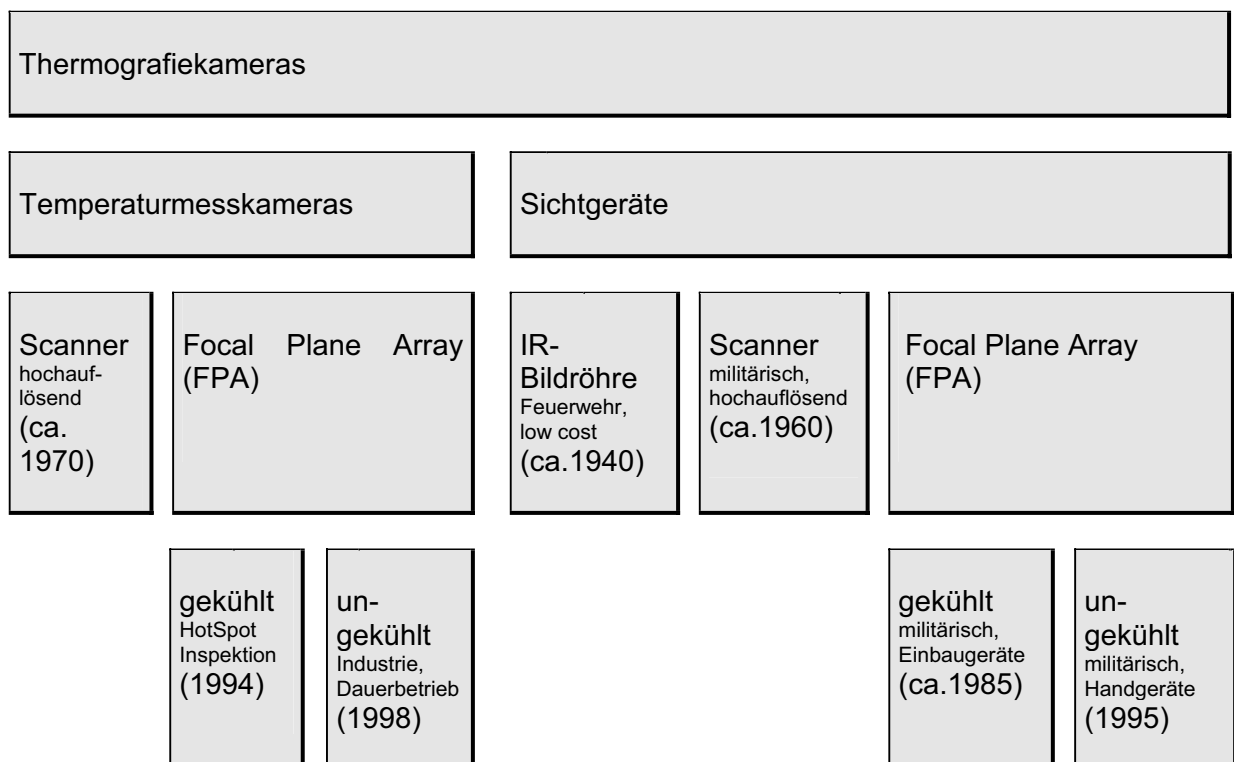 Thermografiekameras
Temperaturmesskameras
Sichtgeräte
Scanner
hochauf-
lösend
(ca.
1970)
Focal Plane Array
(FPA)
IR-
Bildröhre
Feuerwehr,
low cost
(ca.1940)
Scanner
militärisch,
hochauflösend
(ca.1960)
Focal Plane Array
(FPA)
gekühlt
HotSpot
Inspektion
(1994)
un-
gekühlt
Industrie,
Dauerbetrieb
(1998)
gekühlt
militärisch,
Einbaugeräte
(ca.1985)
un-
gekühlt
militärisch,
Handgeräte
(1995)